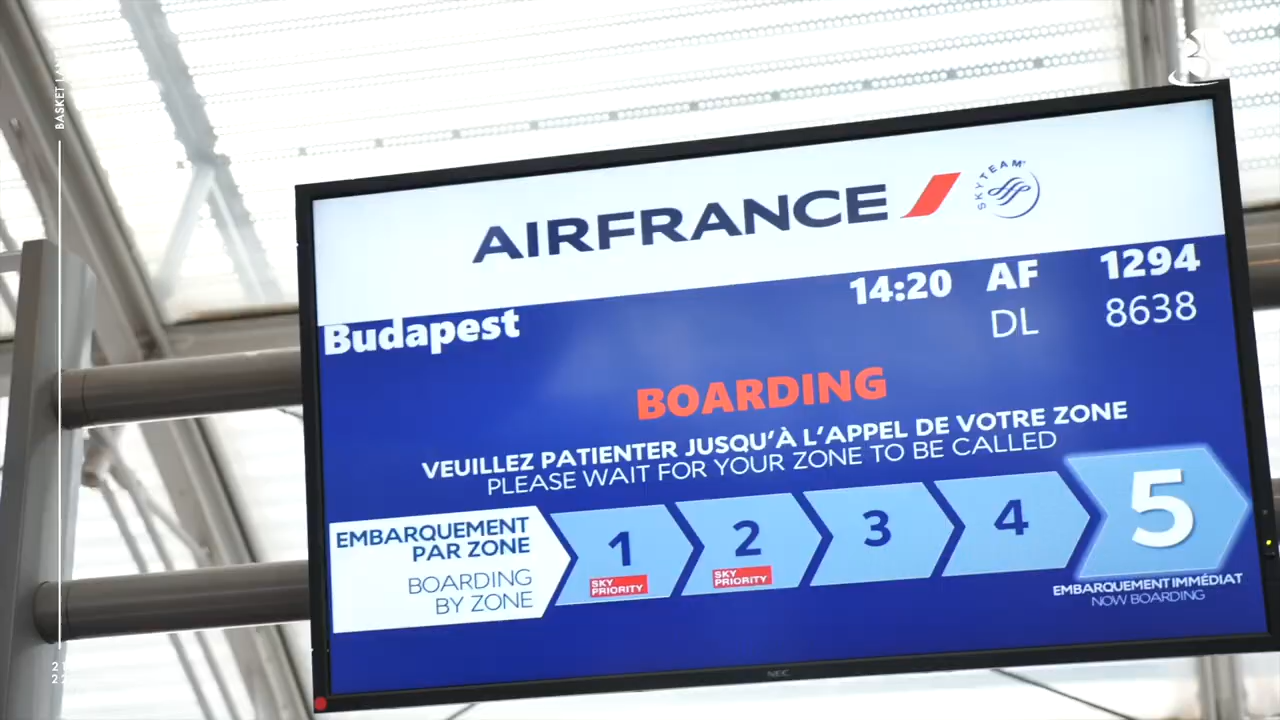 AIRFRANCE
SKYTEAM
Budapest 14:20 AF 1294
DL 8638
BOARDING
VEUILLEZ PATIENTER JUSQU'À L'APPEL DE VOTRE ZONE
PLEASE WAIT FOR YOUR ZONE TO BE CALLED
EMBARQUEMENT
PAR ZONE
BOARDING
BY ZONE
1
SKY
PRIORITY
2
SKY
PRIORITY
3
4
5
EMBARQUEMENT IMMÉDIAT
NOW BOARDING
NEC
BASKET